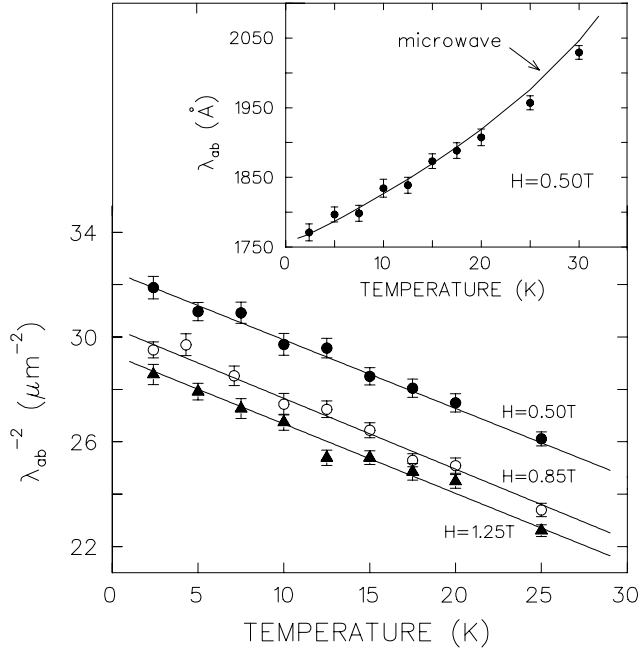 2050
1950
1850
1750
λab (Å)
microwave
H=0.50T
0 10 20 30
TEMPERATURE (K)
34
30
26
22
λab⁻² (μm⁻²)
H=0.50T
H=0.85T
H=1.25T
0 5 10 15 20 25 30
TEMPERATURE (K)